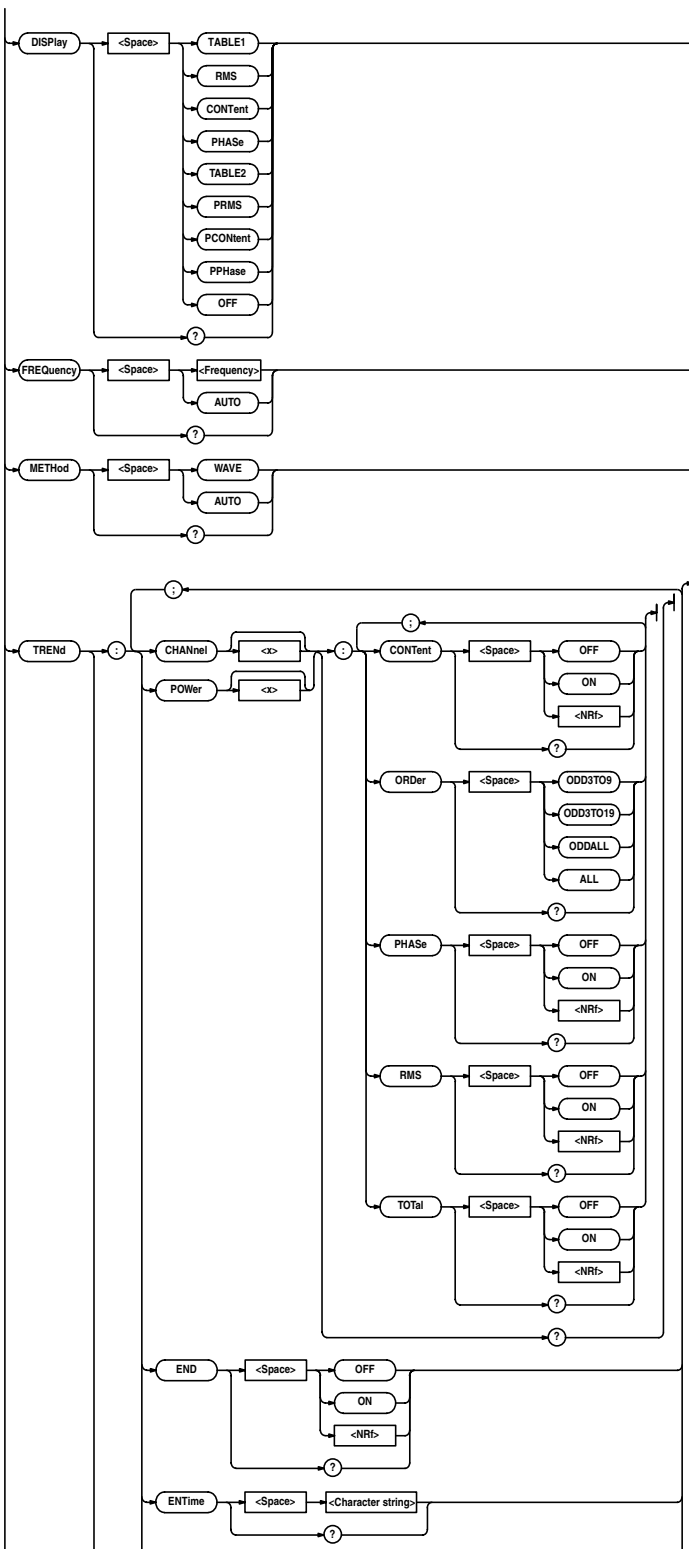 DISPlay <Space> TABLE1
RMS
CONTent
PHASe
TABLE2
PRMS
PCONtent
PPHase
OFF
?
FREQuency <Space> <Frequency>
AUTO
?
METHod <Space> WAVE
AUTO
?
;
;
TRENd : CHANnel <x> : CONTent <Space> OFF
POWer <x> ON
<NRf>
?
ORDer <Space> ODD3TO9
ODD3TO19
ODDALL
ALL
?
PHASe <Space> OFF
ON
<NRf>
?
RMS <Space> OFF
ON
<NRf>
?
TOTal <Space> OFF
ON
<NRf>
?
?
END <Space> OFF
ON
<NRf>
?
ENTime <Space> <Character string>
?